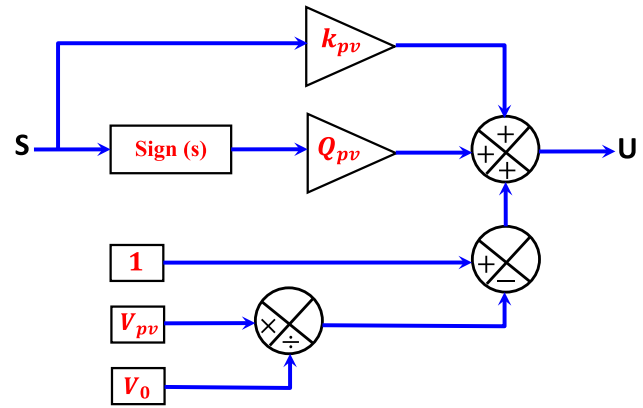 k_pv
S
Sign (s)
Q_pv
+
+
+
U
1
+
−
V_pv
×
÷
V_0